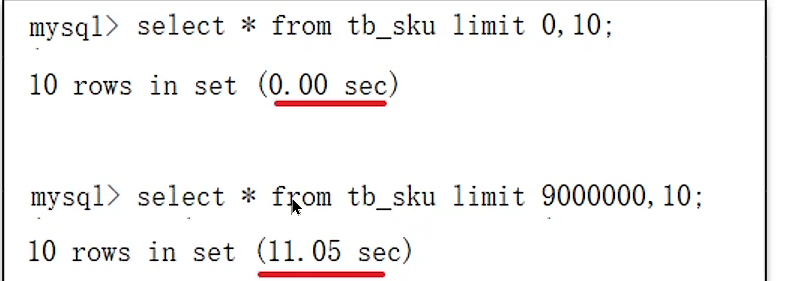 mysql> select * from tb_sku limit 0,10;
10 rows in set (0.00 sec)
mysql> select * from tb_sku limit 9000000,10;
10 rows in set (11.05 sec)